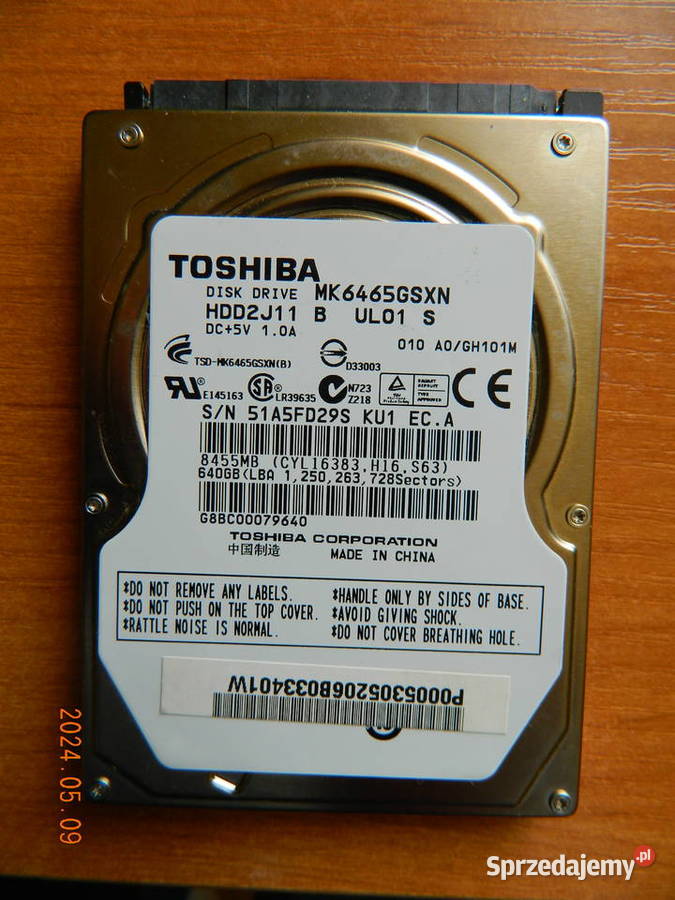 TOSHIBA
DISK DRIVE MK6465GSXN
HDD2J11 B UL01 S
DC+5V 1.0A
010 A0/GH101M
TSD-MK6465GSXN(B)
D33003
E145163
LR39635
N723
Z218
S/N 51A5FD29S KU1 EC.A
8455MB (CYL16383,H16,S63)
640GB(LBA 1,250,263,728Sectors)
G8BC00079640
TOSHIBA CORPORATION
中国制造 MADE IN CHINA
*DO NOT REMOVE ANY LABELS.
*DO NOT PUSH ON THE TOP COVER.
*RATTLE NOISE IS NORMAL.
*HANDLE ONLY BY SIDES OF BASE.
*AVOID GIVING SHOCK.
*DO NOT COVER BREATHING HOLE.
P0005305206B033401W
2024.05.09
Sprzedajemy.pl